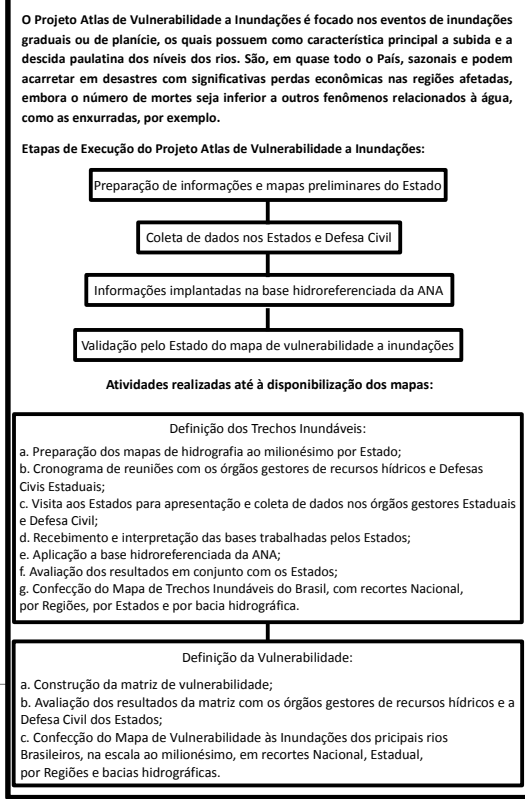 O Projeto Atlas de Vulnerabilidade a Inundações é focado nos eventos de inundações
graduais ou de planície, os quais possuem como característica principal a subida e a
descida paulatina dos níveis dos rios. São, em quase todo o País, sazonais e podem
acarretar em desastres com significativas perdas econômicas nas regiões afetadas,
embora o número de mortes seja inferior a outros fenômenos relacionados à água,
como as enxurradas, por exemplo.
Etapas de Execução do Projeto Atlas de Vulnerabilidade a Inundações:
Preparação de informações e mapas preliminares do Estado
Coleta de dados nos Estados e Defesa Civil
Informações implantadas na base hidroreferenciada da ANA
Validação pelo Estado do mapa de vulnerabilidade a inundações
Atividades realizadas até à disponibilização dos mapas:
Definição dos Trechos Inundáveis:
a. Preparação dos mapas de hidrografia ao milionésimo por Estado;
b. Cronograma de reuniões com os órgãos gestores de recursos hídricos e Defesas
Civis Estaduais;
c. Visita aos Estados para apresentação e coleta de dados nos órgãos gestores Estaduais
e Defesa Civil;
d. Recebimento e interpretação das bases trabalhadas pelos Estados;
e. Aplicação a base hidroreferenciada da ANA;
f. Avaliação dos resultados em conjunto com os Estados;
g. Confecção do Mapa de Trechos Inundáveis do Brasil, com recortes Nacional,
por Regiões, por Estados e por bacia hidrográfica.
Definição da Vulnerabilidade:
a. Construção da matriz de vulnerabilidade;
b. Avaliação dos resultados da matriz com os órgãos gestores de recursos hídricos e a
Defesa Civil dos Estados;
c. Confecção do Mapa de Vulnerabilidade às Inundações dos pricipais rios
Brasileiros, na escala ao milionésimo, em recortes Nacional, Estadual,
por Regiões e bacias hidrográficas.